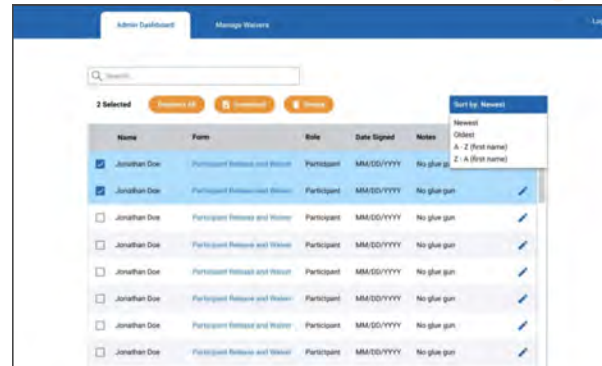 Admin Dashboard Manage Waivers
Search...
2 Selected Deselect All Download Delete Sort by: Newest
Newest
Oldest
A - Z (first name)
Z - A (first name)
Name Form Role Date Signed Notes
Jonathan Doe Participant Release and Waiver Participant MM/DD/YYYY No glue
Jonathan Doe Participant Release and Waiver Participant MM/DD/YYYY No glue gun
Jonathan Doe Participant Release and Waiver Participant MM/DD/YYYY No glue gun
Jonathan Doe Participant Release and Waiver Participant MM/DD/YYYY No glue gun
Jonathan Doe Participant Release and Waiver Participant MM/DD/YYYY No glue gun
Jonathan Doe Participant Release and Waiver Participant MM/DD/YYYY No glue gun
Jonathan Doe Participant Release and Waiver Participant MM/DD/YYYY No glue gun
Jonathan Doe Participant Release and Waiver Participant MM/DD/YYYY No glue gun